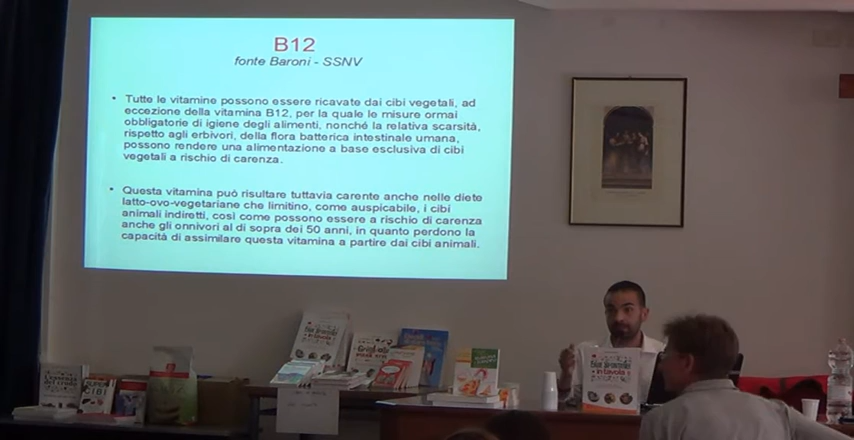 B12
fonte Baroni - SSNV
• Tutte le vitamine possono essere ricavate dai cibi vegetali, ad
eccezione della vitamina B12, per la quale le misure ormai
obbligatorie di igiene degli alimenti, nonché la relativa scarsità,
rispetto agli erbivori, della flora batterica intestinale umana,
possono rendere una alimentazione a base esclusiva di cibi
vegetali a rischio di carenza.
• Questa vitamina può risultare tuttavia carente anche nelle diete
latto-ovo-vegetariane che limitino, come auspicabile, i cibi
animali indiretti, così come possono essere a rischio di carenza
anche gli onnivori al di sopra dei 50 anni, in quanto perdono la
capacità di assimilare questa vitamina a partire dai cibi animali.
in tavola